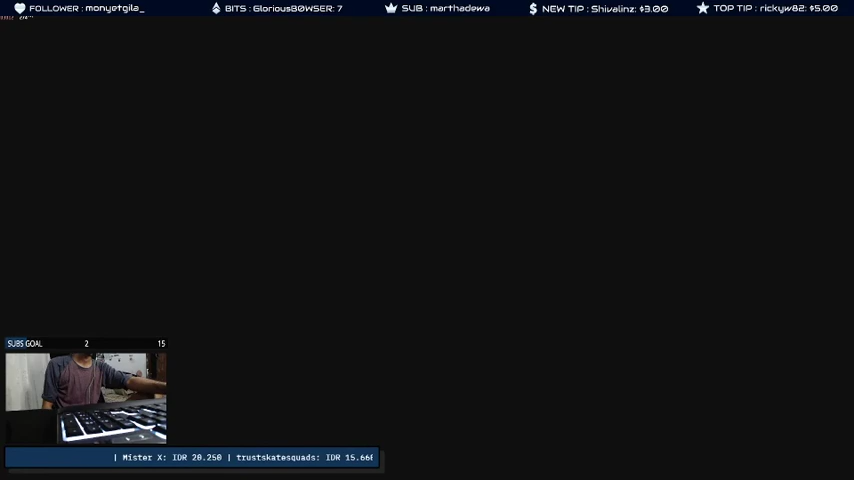 FOLLOWER : monyetgila_ BITS : GloriousB0WSER: 7 SUB : marthadewa NEW TIP : Shivalinz: $3.00 TOP TIP : rickyw82: $5.00
SUBS GOAL 2 15
| Mister X: IDR 20.250 | trustskatesquads: IDR 15.666